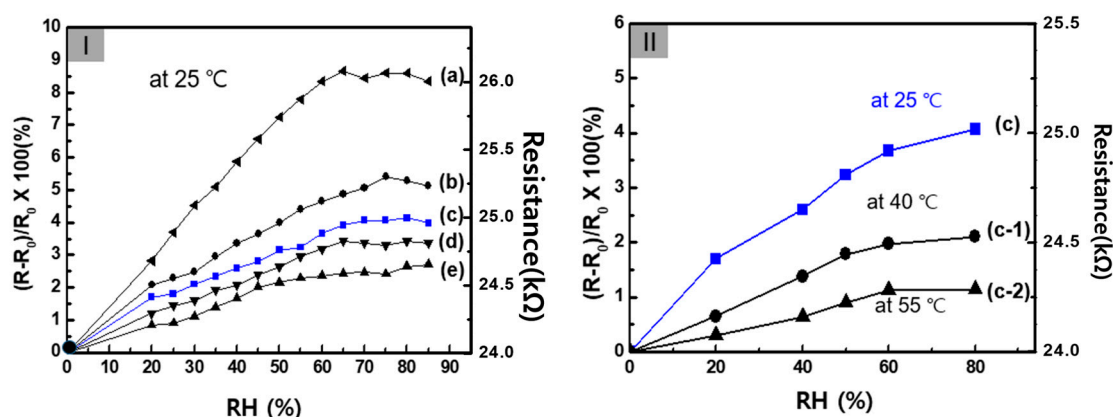 I
at 25 ℃
(a)
(b)
(c)
(d)
(e)
(R-R0)/R0 X 100(%)
10
9
8
7
6
5
4
3
2
1
0
0 10 20 30 40 50 60 70 80 90
RH (%)
26.0
25.5
25.0
24.5
24.0
Resistance(kΩ)
II
at 25 ℃
(c)
at 40 ℃
(c-1)
(c-2)
at 55 ℃
(R-R0)/R0 X 100(%)
6
5
4
3
2
1
0
0 20 40 60 80
RH (%)
25.5
25.0
24.5
24.0
Resistance(kΩ)